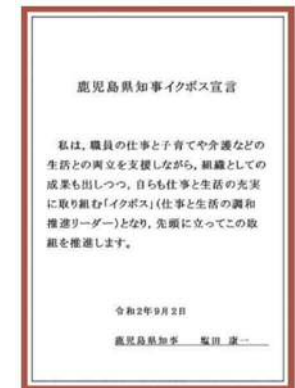 鹿児島県知事イクボス宣言
私は，職員の仕事と子育てや介護などの
生活との両立を支援しながら，組織としての
成果も出しつつ，自らも仕事と生活の充実
に取り組む「イクボス」（仕事と生活の調和
推進リーダー）となり，先頭に立ってこの取
組を推進します。
令和2年9月2日
鹿児島県知事　塩田　康一